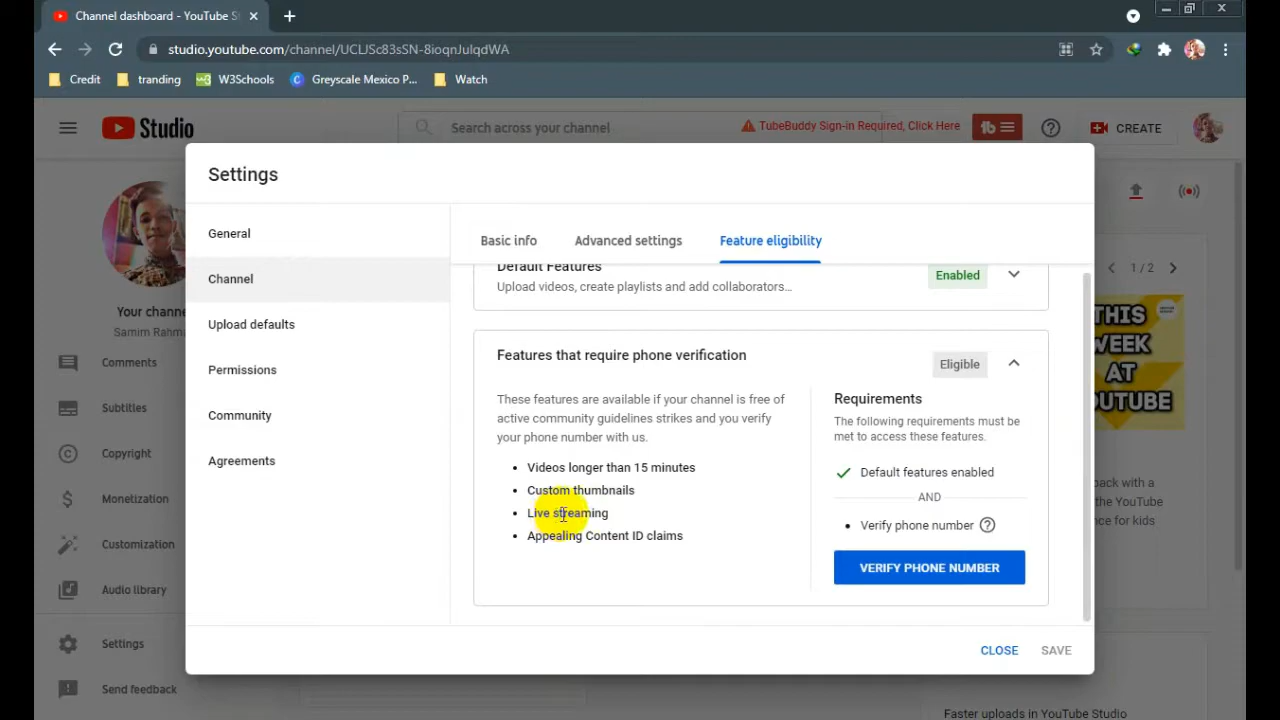 Channel dashboard - YouTube S
studio.youtube.com/channel/UCLJSc83sSN-8ioqnJulqdWA
Credit
tranding
W3Schools
Greyscale Mexico P...
Watch
Studio
Search across your channel
TubeBuddy Sign-in Required, Click Here
tb
CREATE
Settings
General
Channel
Upload defaults
Permissions
Community
Agreements
Basic info
Advanced settings
Feature eligibility
Default Features
Upload videos, create playlists and add collaborators...
Enabled
Features that require phone verification
Eligible
These features are available if your channel is free of
active community guidelines strikes and you verify
your phone number with us.
• Videos longer than 15 minutes
• Custom thumbnails
• Live streaming
• Appealing Content ID claims
Requirements
The following requirements must be
met to access these features.
Default features enabled
AND
• Verify phone number
VERIFY PHONE NUMBER
CLOSE
SAVE
Your channe
Samim Rahm
Comments
Subtitles
Copyright
Monetization
Customization
Audio library
Settings
Send feedback
1 / 2
THIS
WEEK
AT
OUTUBE
back with a
the YouTube
nce for kids
Faster uploads in YouTube Studio